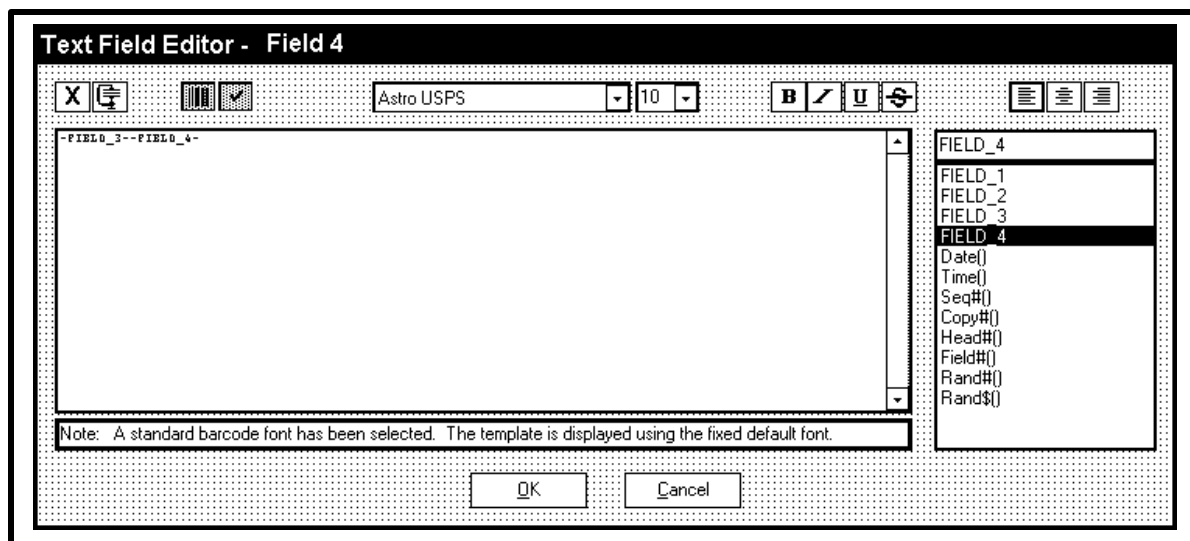 Text Field Editor - Field 4
X
Astro USPS 10 B I U S
-FIELD_3--FIELD_4-
FIELD_4
FIELD_1
FIELD_2
FIELD_3
FIELD_4
Date()
Time()
Seq#()
Copy#()
Head#()
Field#()
Rand#()
Rand$()
Note: A standard barcode font has been selected. The template is displayed using the fixed default font.
OK Cancel